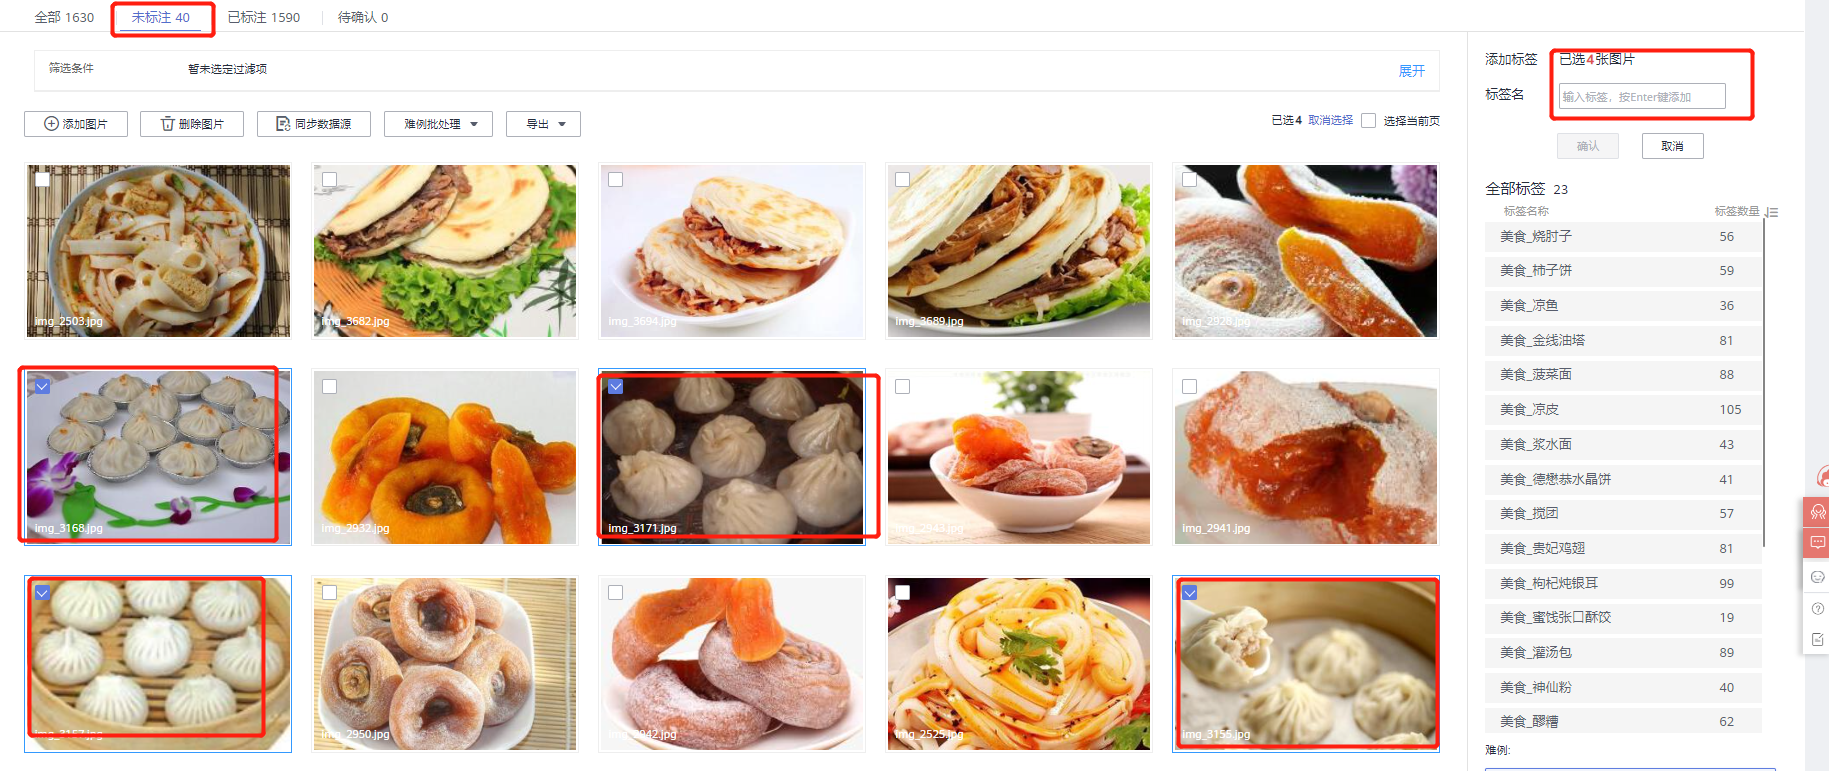 全部 1630
未标注 40
已标注 1590
待确认 0
筛选条件
暂未选定过滤项
展开
添加图片
删除图片
同步数据源
难例批处理
导出
已选4 取消选择
选择当前页
img_2503.jpg
img_3682.jpg
img_3694.jpg
img_3689.jpg
img_2928.jpg
img_3168.jpg
img_2932.jpg
img_3171.jpg
img_2943.jpg
img_2941.jpg
img_3157.jpg
img_2950.jpg
img_2942.jpg
img_2525.jpg
img_3155.jpg
添加标签 已选4张图片
标签名 输入标签，按Enter键添加
确认
取消
全部标签 23
标签名称 标签数量
美食_烧肘子 56
美食_柿子饼 59
美食_凉鱼 36
美食_金线油塔 81
美食_菠菜面 88
美食_凉皮 105
美食_浆水面 43
美食_德懋恭水晶饼 41
美食_搅团 57
美食_贵妃鸡翅 81
美食_枸杞炖银耳 99
美食_蜜饯张口酥饺 19
美食_灌汤包 89
美食_神仙粉 40
美食_醪糟 62
难例: